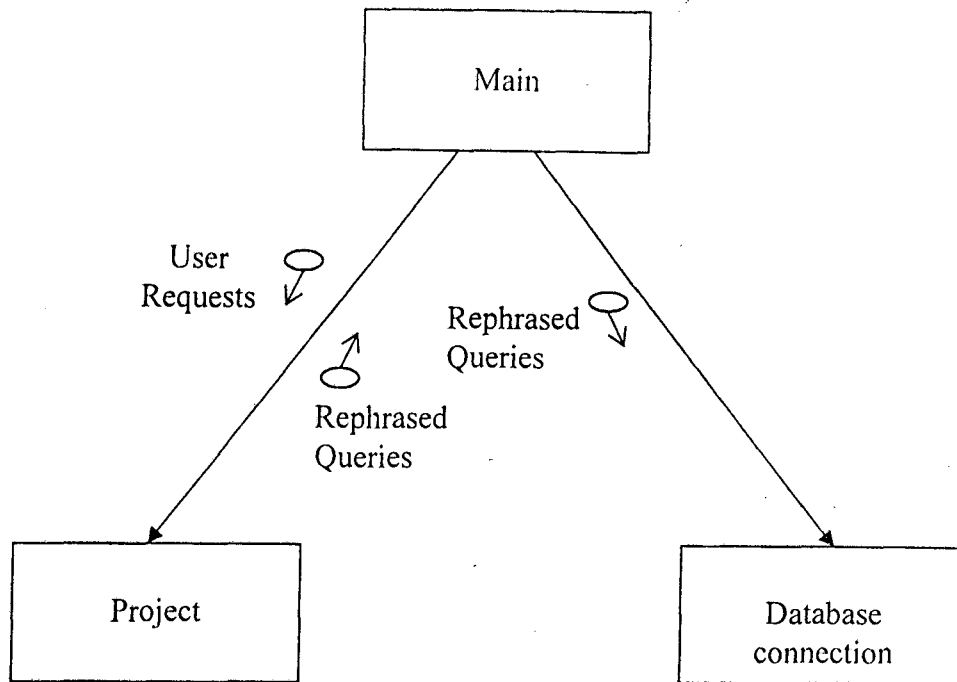 Main
User
Requests
Rephrased
Queries
Rephrased
Queries
Project
Database
connection